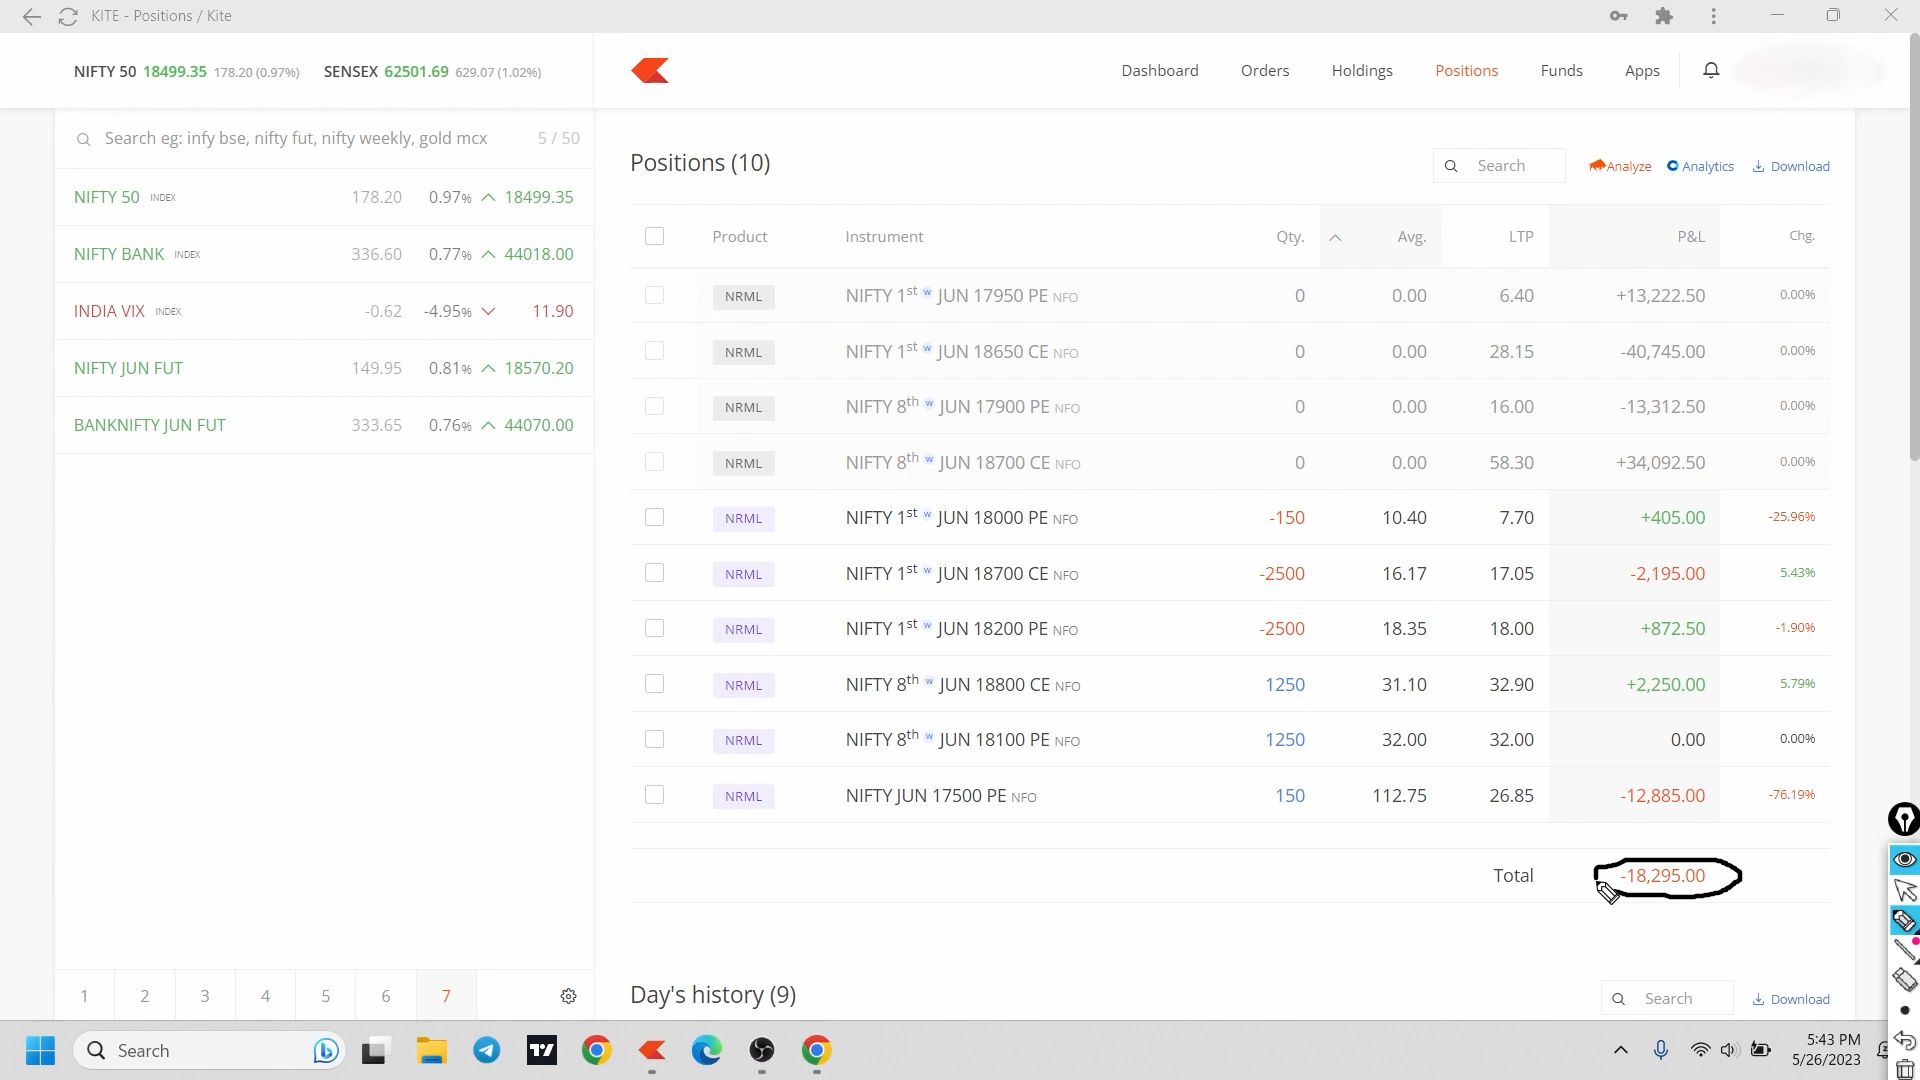 KITE - Positions / Kite
NIFTY 50 18499.35 178.20 (0.97%) SENSEX 62501.69 629.07 (1.02%)
Dashboard Orders Holdings Positions Funds Apps
Search eg: infy bse, nifty fut, nifty weekly, gold mcx 5 / 50
NIFTY 50 INDEX 178.20 0.97% 18499.35
NIFTY BANK INDEX 336.60 0.77% 44018.00
INDIA VIX INDEX -0.62 -4.95% 11.90
NIFTY JUN FUT 149.95 0.81% 18570.20
BANKNIFTY JUN FUT 333.65 0.76% 44070.00
1 2 3 4 5 6 7
Positions (10) Search Analyze Analytics Download
Product Instrument Qty. Avg. LTP P&L Chg.
NRML NIFTY 1st w JUN 17950 PE NFO 0 0.00 6.40 +13,222.50 0.00%
NRML NIFTY 1st w JUN 18650 CE NFO 0 0.00 28.15 -40,745.00 0.00%
NRML NIFTY 8th w JUN 17900 PE NFO 0 0.00 16.00 -13,312.50 0.00%
NRML NIFTY 8th w JUN 18700 CE NFO 0 0.00 58.30 +34,092.50 0.00%
NRML NIFTY 1st w JUN 18000 PE NFO -150 10.40 7.70 +405.00 -25.96%
NRML NIFTY 1st w JUN 18700 CE NFO -2500 16.17 17.05 -2,195.00 5.43%
NRML NIFTY 1st w JUN 18200 PE NFO -2500 18.35 18.00 +872.50 -1.90%
NRML NIFTY 8th w JUN 18800 CE NFO 1250 31.10 32.90 +2,250.00 5.79%
NRML NIFTY 8th w JUN 18100 PE NFO 1250 32.00 32.00 0.00 0.00%
NRML NIFTY JUN 17500 PE NFO 150 112.75 26.85 -12,885.00 -76.19%
Total -18,295.00
Day's history (9) Search Download
Search 5:43 PM
5/26/2023